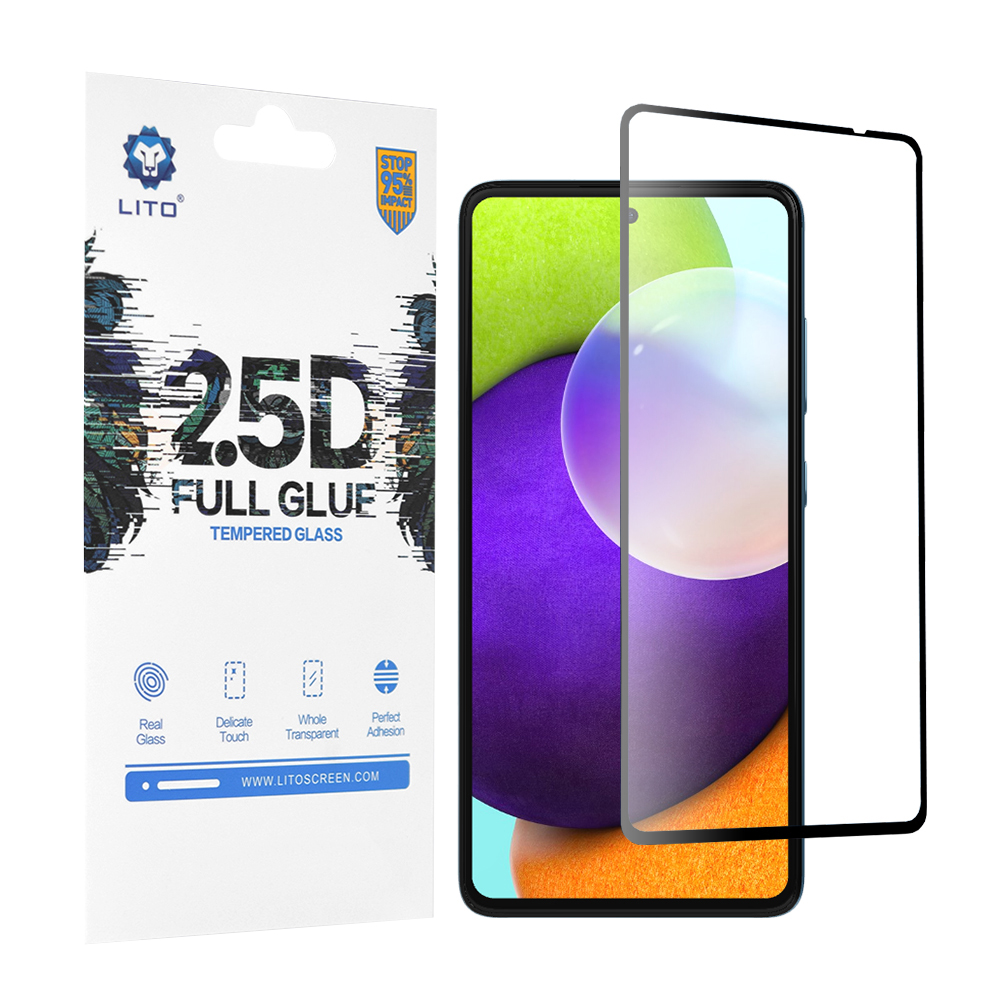 LITO®
STOP
95%
IMPACT
2.5D
FULL GLUE
TEMPERED GLASS
Real
Glass
Delicate
Touch
Whole
Transparent
Perfect
Adhesion
WWW.LITOSCREEN.COM